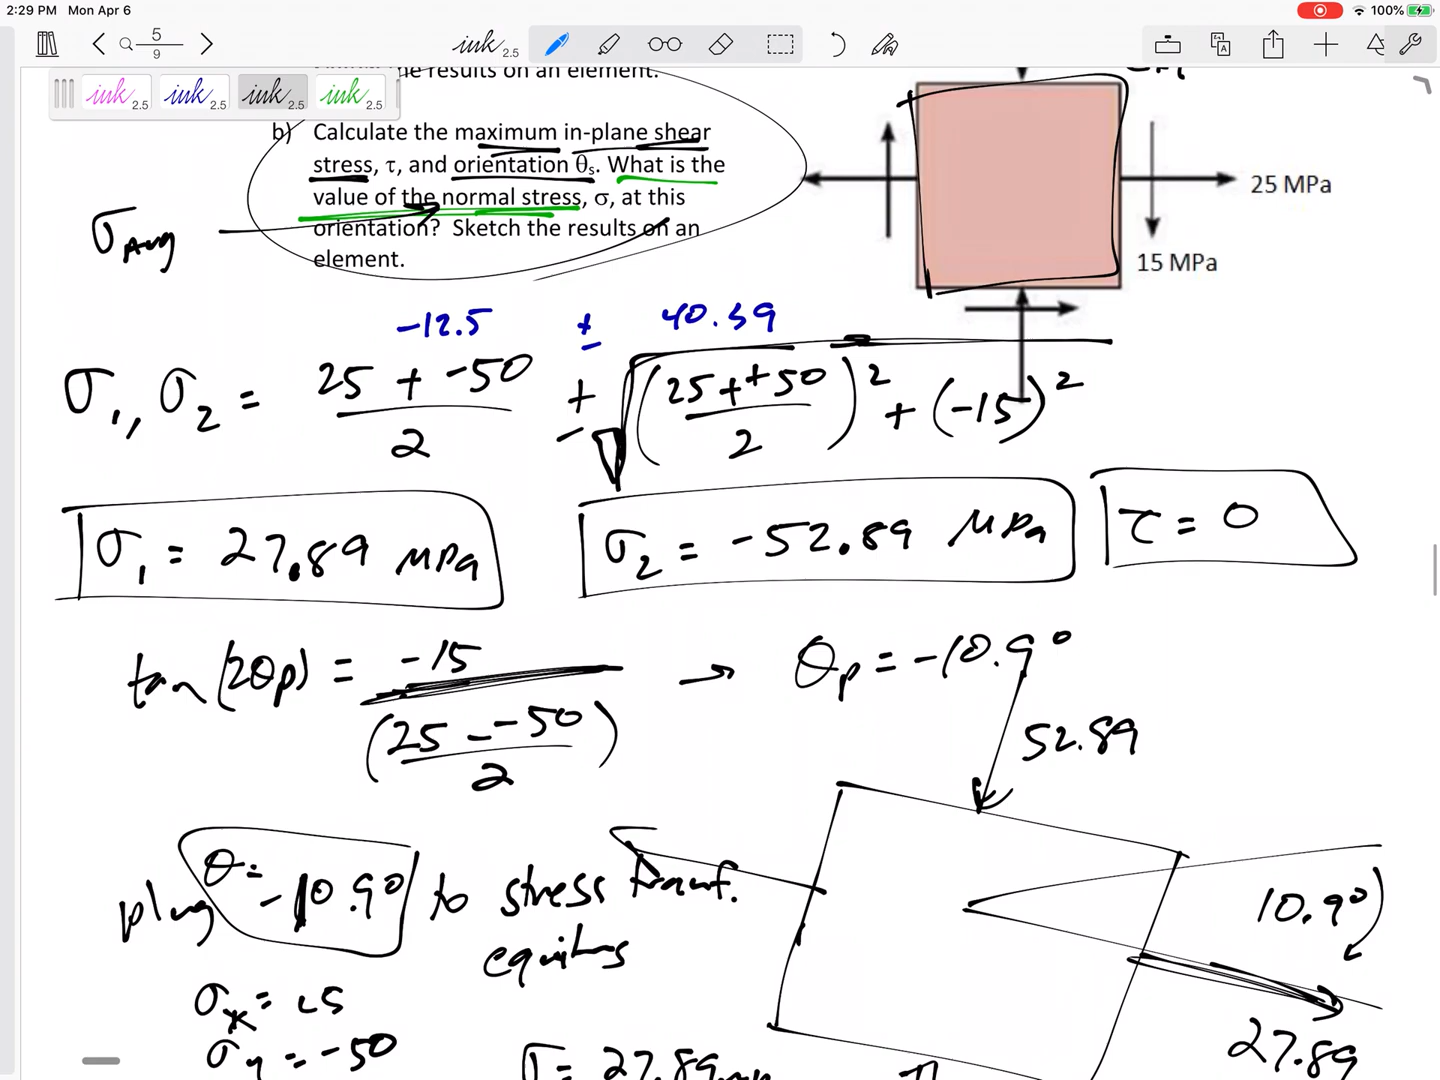 2:29 PM Mon Apr 6
100%
5
9
ink 2.5
ink 2.5
ink 2.5
ink 2.5
ink 2.5
the results on an element.
b) Calculate the maximum in-plane shear
stress, τ, and orientation θs. What is the
value of the normal stress, σ, at this
orientation? Sketch the results on an
element.
σAvg
25 MPa
15 MPa
-12.5 ± 40.39
σ1, σ2 = (25 + -50)/2 ± √((25 + +50)/2)² + (-15)²
σ1 = 27.89 MPa
σ2 = -52.89 MPa
τ = 0
tan(2θp) = -15/((25 - -50)/2) → θp = -10.9°
52.89
plug θ = -10.9° to stress transf.
equations
10.9°
27.89
σx = 25
σy = -50
σ = 27.89